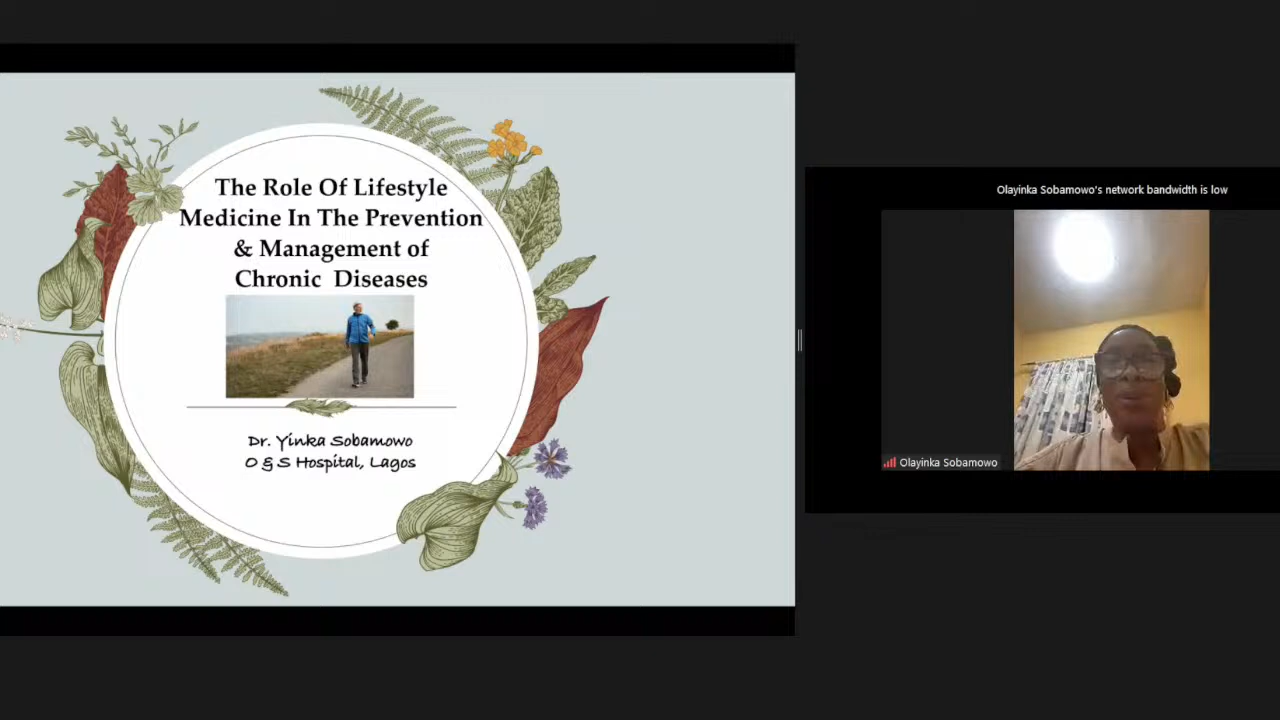 The Role Of Lifestyle
Medicine In The Prevention
& Management of
Chronic Diseases
Dr. Yinka Sobamowo
O & S Hospital, Lagos
Olayinka Sobamowo's network bandwidth is low
Olayinka Sobamowo